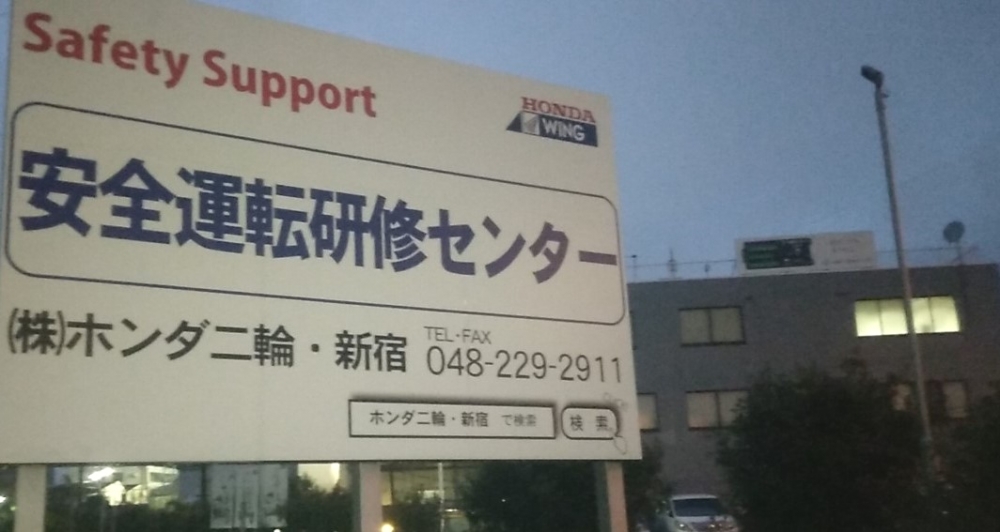 Safety Support
HONDA
WING
安全運転研修センター
㈱ホンダ二輪・新宿
TEL・FAX
048-229-2911
ホンダ二輪・新宿 で検索
検 索